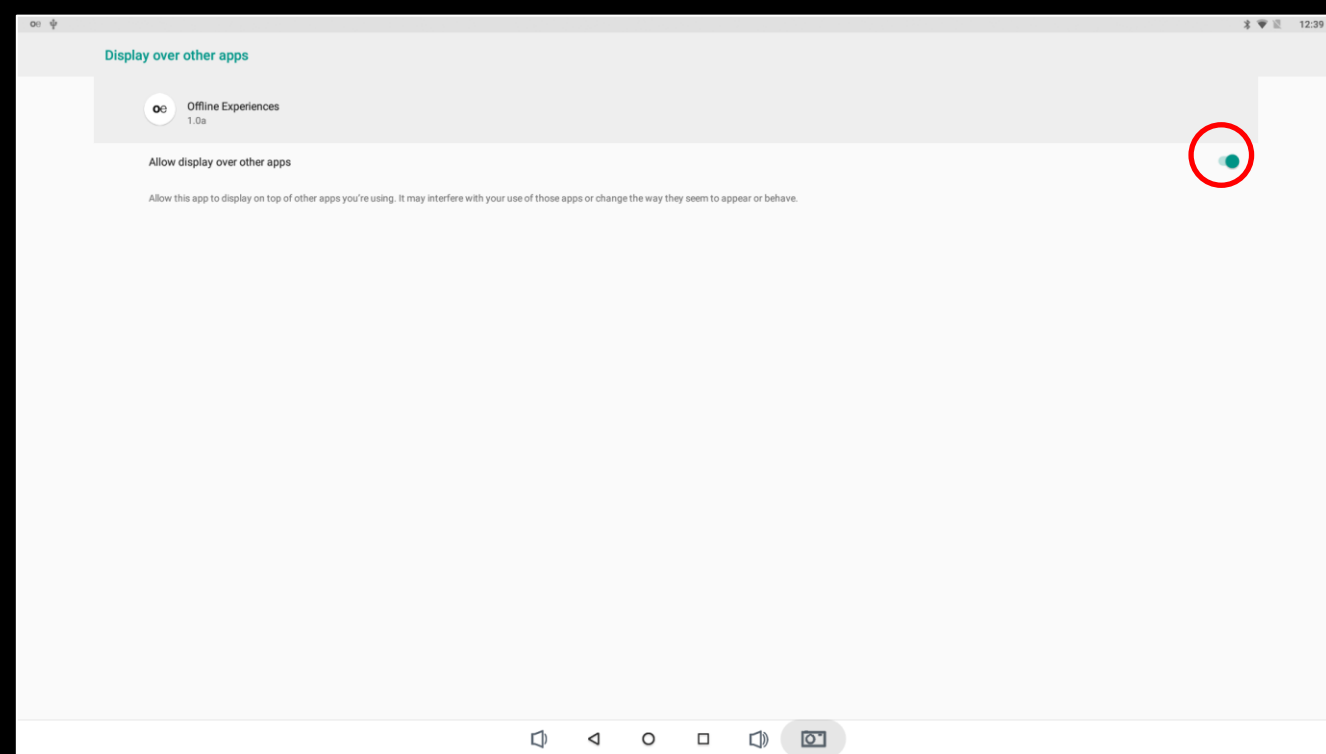 oe 12:39
Display over other apps
oe Offline Experiences
1.0a
Allow display over other apps
Allow this app to display on top of other apps you're using. It may interfere with your use of those apps or change the way they seem to appear or behave.